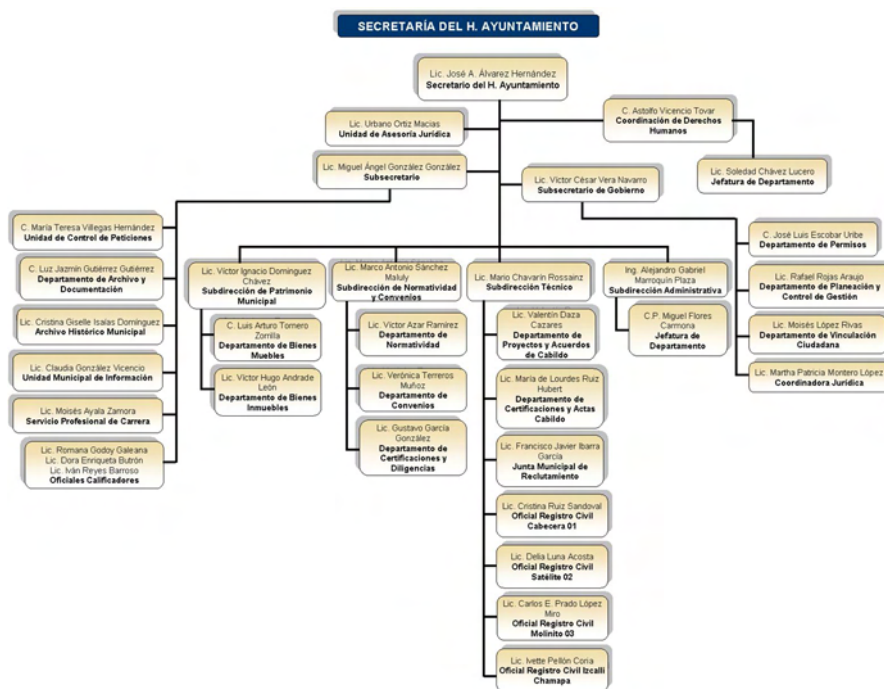 SECRETARÍA DEL H. AYUNTAMIENTO
Lic. José A. Álvarez Hernández
Secretario del H. Ayuntamiento
C. Astolfo Vicencio Tovar
Coordinación de Derechos
Humanos
Lic. Urbano Ortiz Macias
Unidad de Asesoría Jurídica
Lic. Soledad Chávez Lucero
Jefatura de Departamento
Lic. Miguel Ángel González González
Subsecretario
Lic. Víctor César Vera Navarro
Subsecretario de Gobierno
C. María Teresa Villegas Hernández
Unidad de Control de Peticiones
C. Luz Jazmín Gutiérrez Gutiérrez
Departamento de Archivo
y Documentación
Lic. Cristina Giselle Isaías Domínguez
Archivo Histórico Municipal
Lic. Claudia González Vicencio
Unidad Municipal de Información
Lic. Moisés Ayala Zamora
Servicio Profesional de Carrera
Lic. Romana Godoy Galeana
Lic. Dora Enriqueta Butrón
Lic. Iván Reyes Barroso
Oficiales Calificadores
Lic. Víctor Ignacio Domínguez
Chávez
Subdirección de Patrimonio
Municipal
C. Luis Arturo Tornero
Zorrilla
Departamento de Bienes
Muebles
Lic. Víctor Hugo Andrade
León
Departamento de Bienes
Inmuebles
Lic. Marco Antonio Sánchez
Maluly
Subdirección de Normatividad
y Convenios
Lic. Víctor Azar Ramírez
Departamento de
Normatividad
Lic. Verónica Terreros
Muñoz
Departamento de
Convenios
Lic. Gustavo García
González
Departamento de
Certificaciones y
Diligencias
Lic. Mario Chavarín Rossainz
Subdirección Técnico
Lic. Valentín Daza
Cazares
Departamento de
Proyectos y Acuerdos
de Cabildo
Lic. María de Lourdes Ruiz
Hubert
Departamento de
Certificaciones y Actas
Cabildo
Lic. Francisco Javier Ibarra
García
Junta Municipal de
Reclutamiento
Lic. Cristina Ruiz Sandoval
Oficial Registro Civil
Cabecera 01
Lic. Delia Luna Acosta
Oficial Registro Civil
Satélite 02
Lic. Carlos E. Prado López
Miro
Oficial Registro Civil
Molinito 03
Lic. Ivette Pellón Coria
Oficial Registro Civil Izcalli
Chamapa
Ing. Alejandro Gabriel
Marroquín Plaza
Subdirección Administrativa
C.P. Miguel Flores
Carmona
Jefatura de
Departamento
C. José Luis Escobar Uribe
Departamento de Permisos
Lic. Rafael Rojas Araujo
Departamento de Planeación y
Control de Gestión
Lic. Moisés López Rivas
Departamento de Vinculación
Ciudadana
Lic. Martha Patricia Montero López
Coordinadora Jurídica